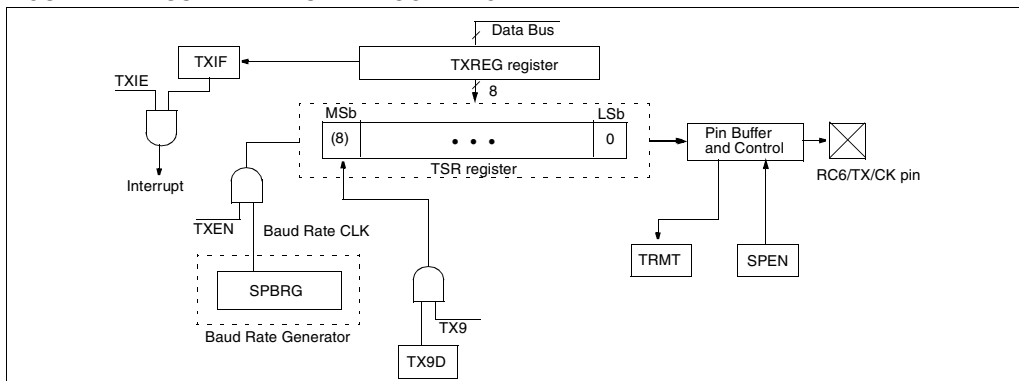 Data Bus
TXIF
TXREG register
TXIE
8
MSb
LSb
(8)
• • •
0
Pin Buffer
and Control
TSR register
Interrupt
RC6/TX/CK pin
TXEN
Baud Rate CLK
TRMT
SPEN
SPBRG
TX9
Baud Rate Generator
TX9D